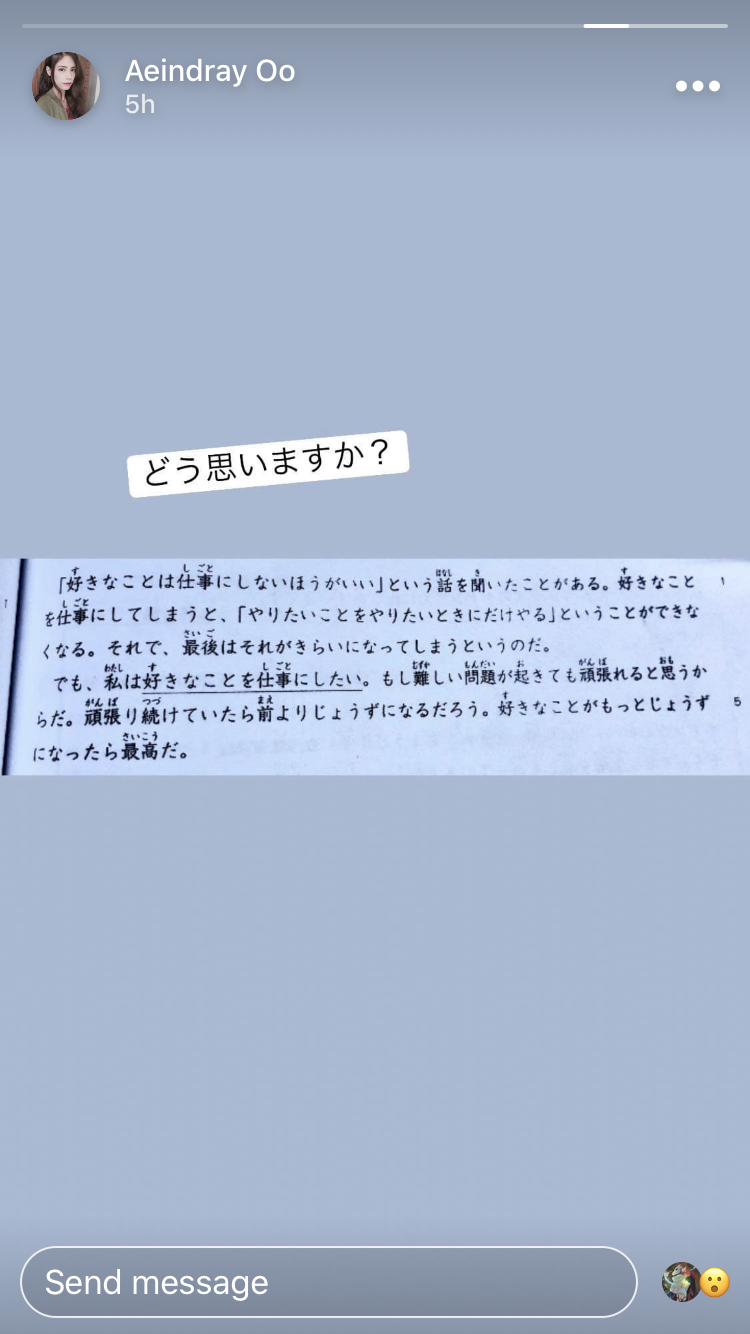 Aeindray Oo
5h
どう思いますか？
「好きなことは仕事にしないほうがいい」という話を聞いたことがある。好きなこと
を仕事にしてしまうと、「やりたいことをやりたいときにだけやる」ということができな
くなる。それで、最後はそれがきらいになってしまうというのだ。
でも、私は好きなことを仕事にしたい。もし難しい問題が起きても頑張れると思うか
らだ。頑張り続けていたら前よりじょうずになるだろう。好きなことがもっとじょうず
になったら最高だ。
1
5
Send message